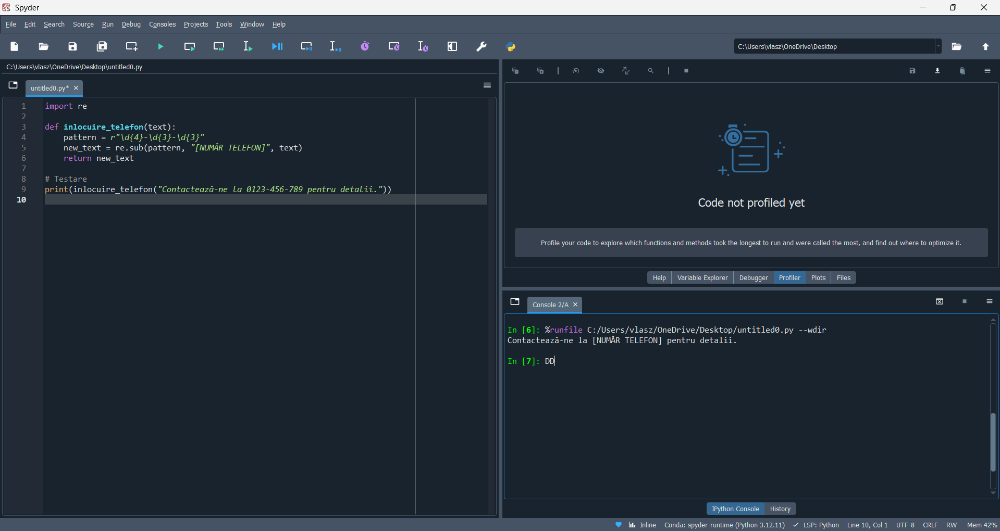 Spyder
File Edit Search Source Run Debug Consoles Projects Tools Window Help
C:\Users\vlasz\OneDrive\Desktop
C:\Users\vlasz\OneDrive\Desktop\untitled0.py
untitled0.py*
1 import re
2
3 def inlocuire_telefon(text):
4     pattern = r"\d{4}-\d{3}-\d{3}"
5     new_text = re.sub(pattern, "[NUMĂR TELEFON]", text)
6     return new_text
7
8 # Testare
9 print(inlocuire_telefon("Contactează-ne la 0123-456-789 pentru detalii."))
10
Code not profiled yet
Profile your code to explore which functions and methods took the longest to run and were called the most, and find out where to optimize it.
Help Variable Explorer Debugger Profiler Plots Files
Console 2/A
In [6]: %runfile C:/Users/vlasz/OneDrive/Desktop/untitled0.py --wdir
Contactează-ne la [NUMĂR TELEFON] pentru detalii.
In [7]: DD
IPython Console History
Inline Conda: spyder-runtime (Python 3.12.11) LSP: Python Line 10, Col 1 UTF-8 CRLF RW Mem 42%